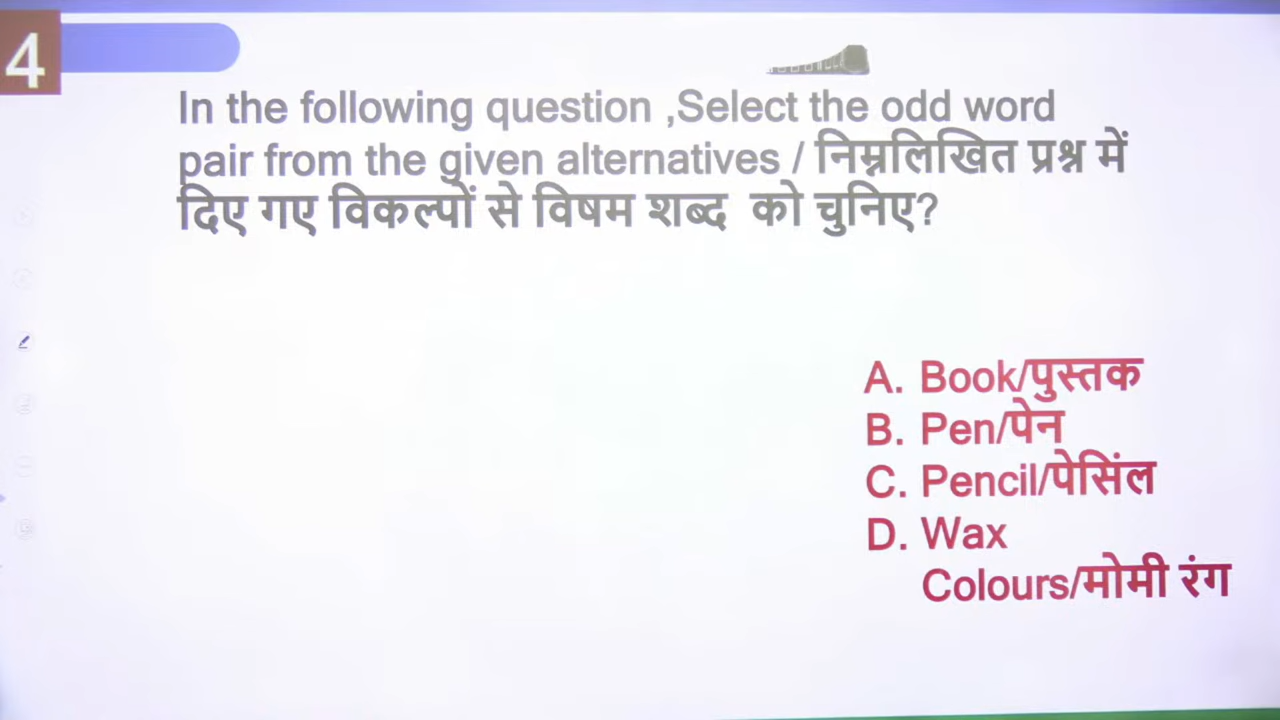 4
In the following question ,Select the odd word
pair from the given alternatives / निम्नलिखित प्रश्न में
दिए गए विकल्पों से विषम शब्द को चुनिए?
A. Book/पुस्तक
B. Pen/पेन
C. Pencil/पेसिंल
D. Wax
Colours/मोमी रंग